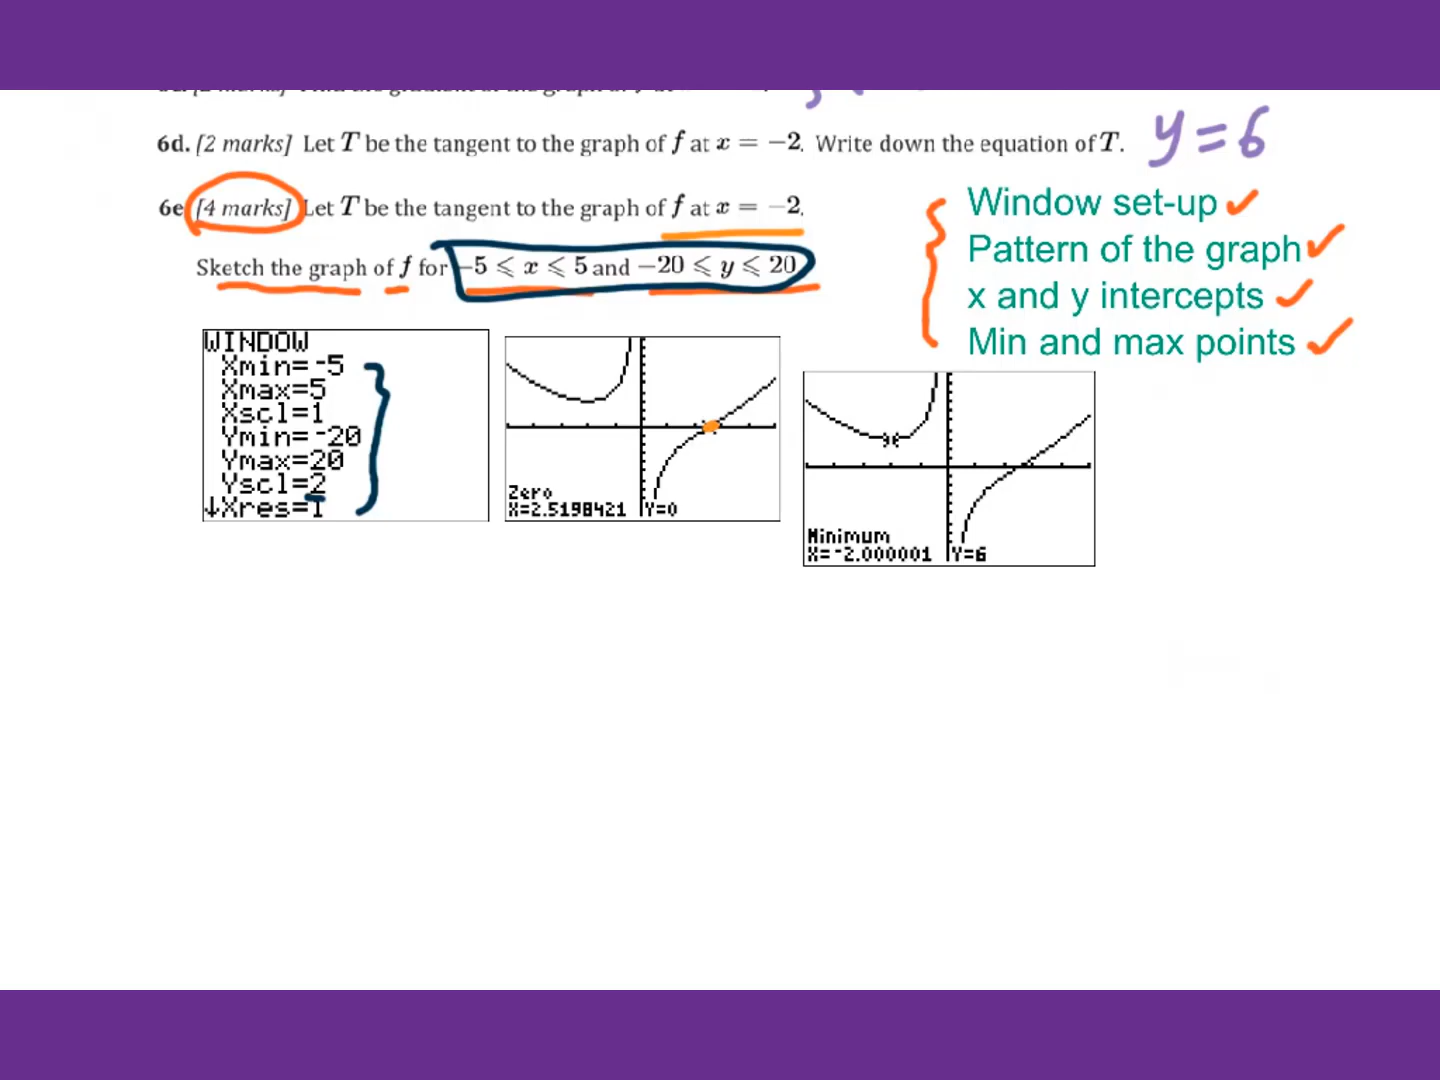 6d. [2 marks] Let T be the tangent to the graph of f at x = −2. Write down the equation of T. y = 6
6e [4 marks] Let T be the tangent to the graph of f at x = −2.
Sketch the graph of f for −5 ⩽ x ⩽ 5 and −20 ⩽ y ⩽ 20
Window set-up
Pattern of the graph
x and y intercepts
Min and max points
WINDOW
Xmin=-5
Xmax=5
Xscl=1
Ymin=-20
Ymax=20
Yscl=2
↓Xres=1
Zero
X=2.5198421 Y=0
Minimum
X=-2.000001 Y=6